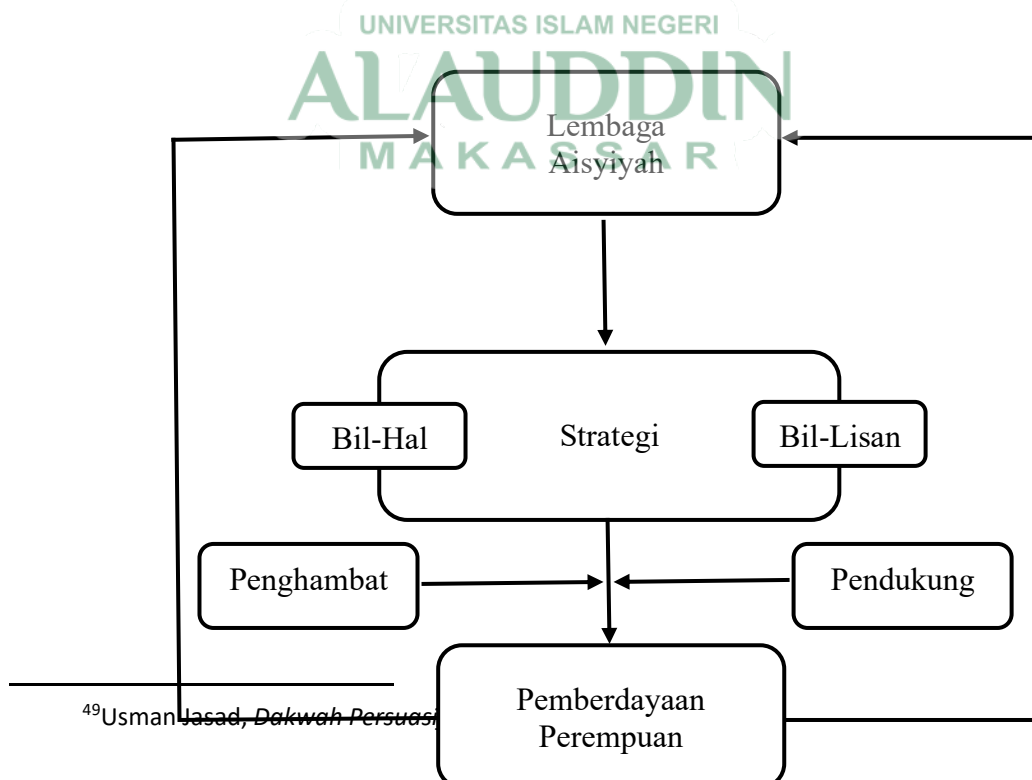 UNIVERSITAS ISLAM NEGERI
ALAUDDIN
MAKASSAR
Lembaga
Aisyiyah
Bil-Hal
Strategi
Bil-Lisan
Penghambat
Pendukung
Pemberdayaan
Perempuan
49Usman Jasad, Dakwah